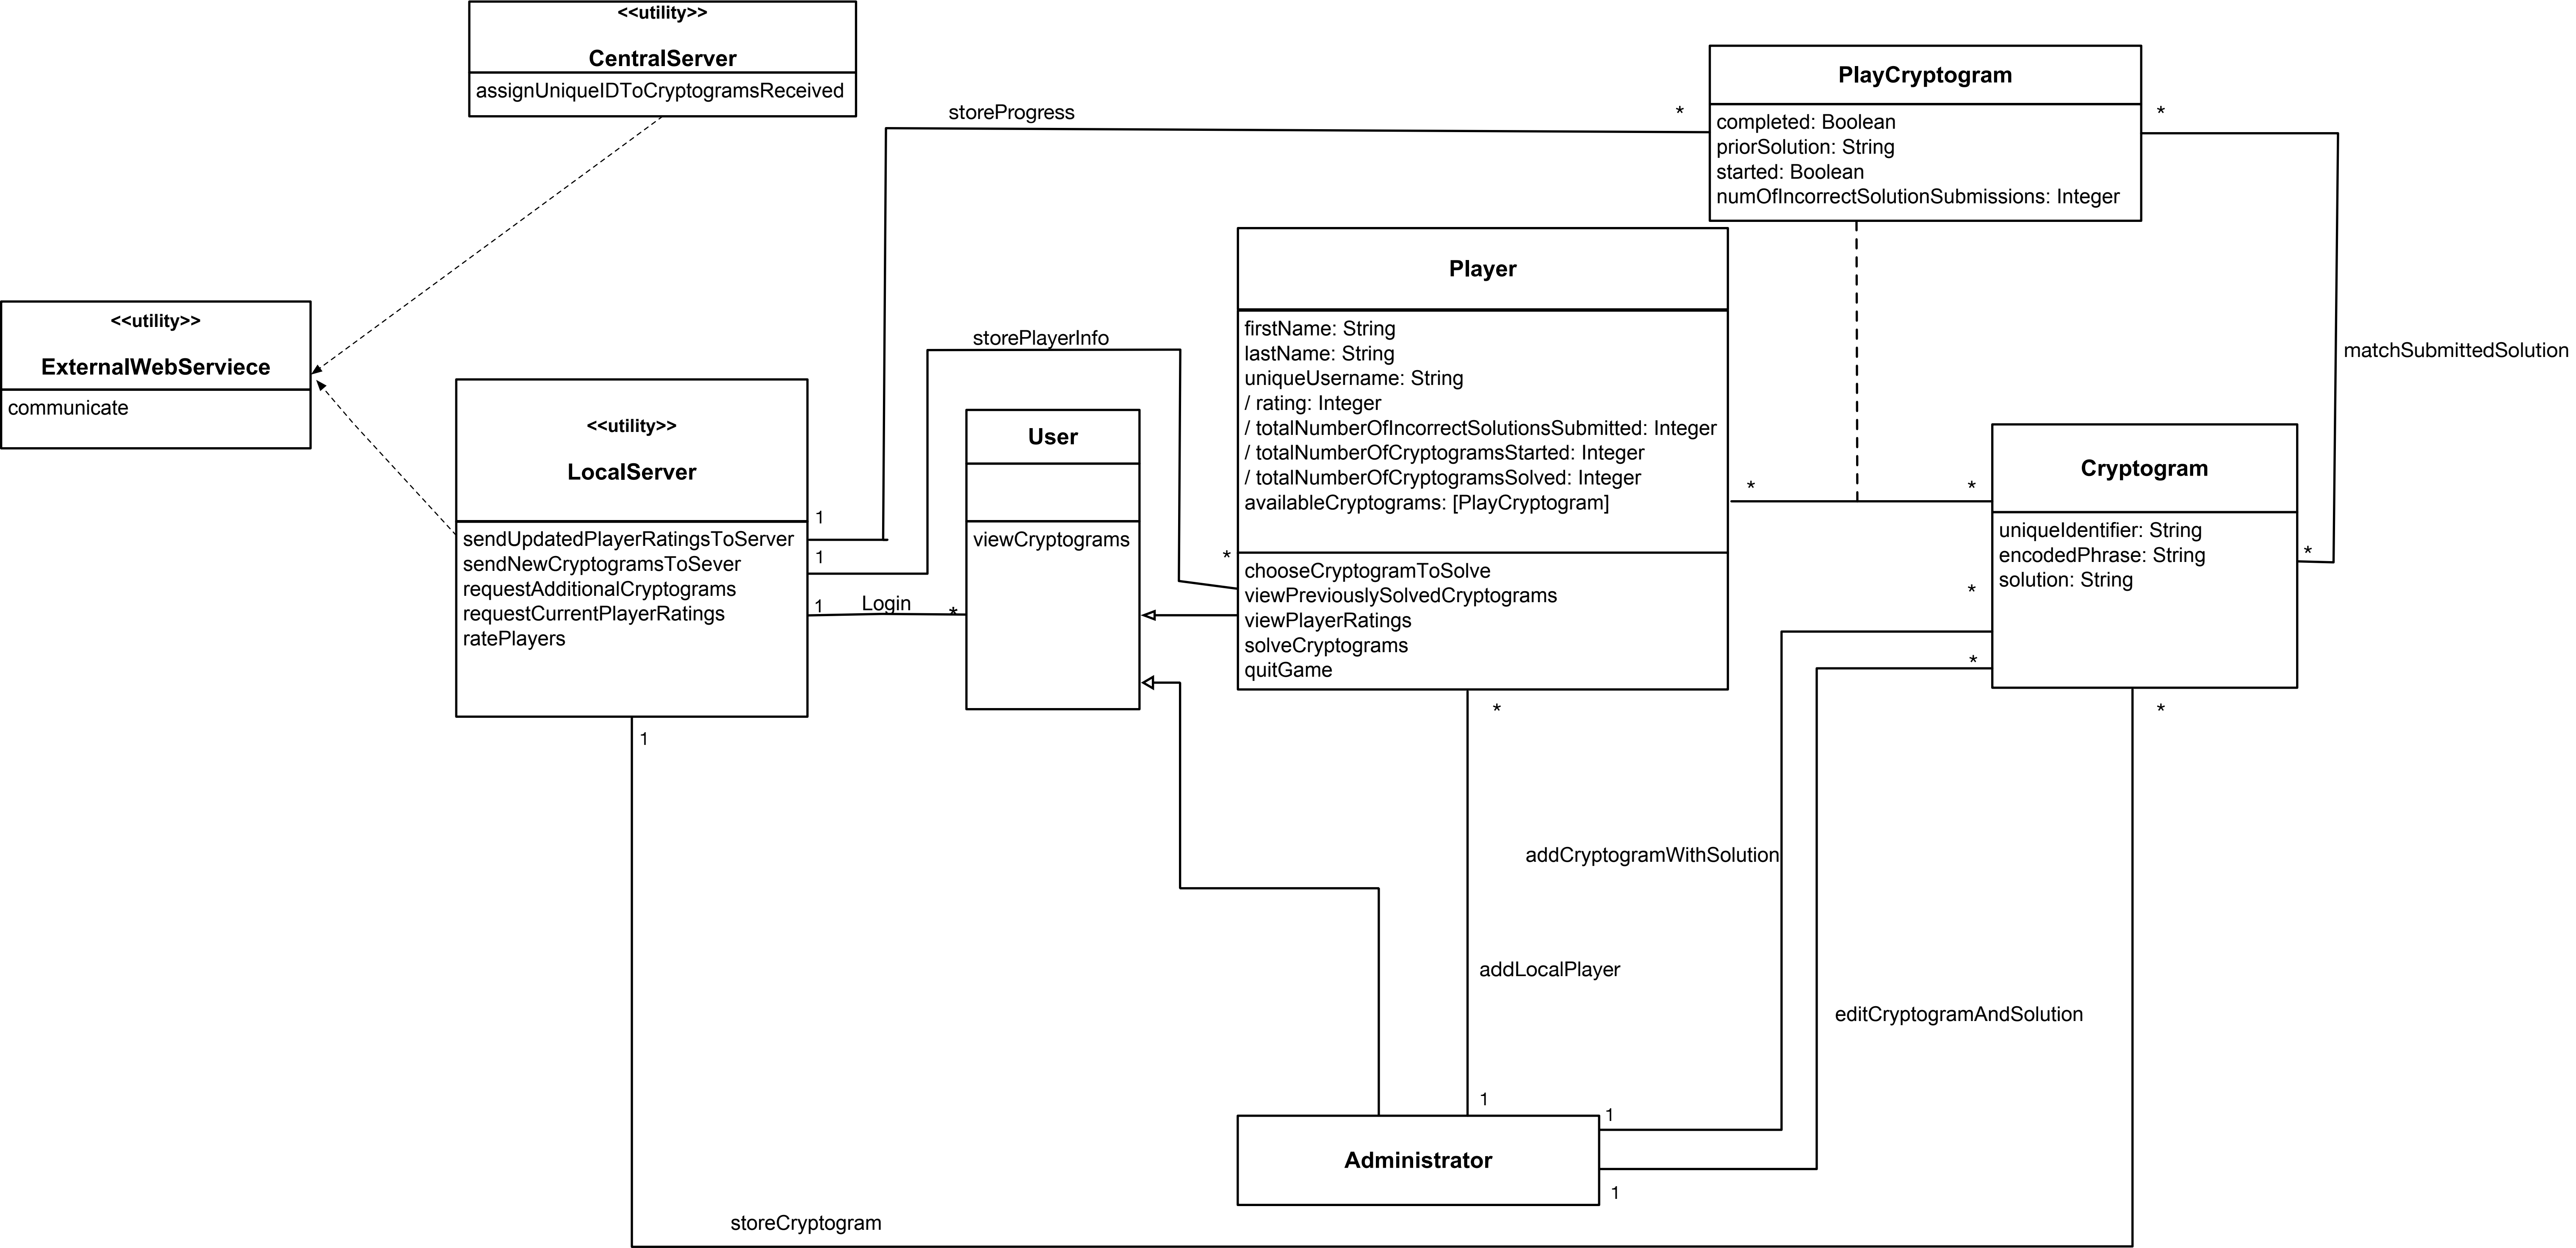 <<utility>>
CentralServer
assignUniqueIDToCryptogramsReceived
PlayCryptogram
completed: Boolean
priorSolution: String
started: Boolean
numOfIncorrectSolutionSubmissions: Integer
storeProgress
*
*
<<utility>>
ExternalWebServiece
communicate
<<utility>>
LocalServer
sendUpdatedPlayerRatingsToServer
sendNewCryptogramsToSever
requestAdditionalCryptograms
requestCurrentPlayerRatings
ratePlayers
1
1
1
Login
*
storePlayerInfo
*
User
viewCryptograms
Player
firstName: String
lastName: String
uniqueUsername: String
/ rating: Integer
/ totalNumberOfIncorrectSolutionsSubmitted: Integer
/ totalNumberOfCryptogramsStarted: Integer
/ totalNumberOfCryptogramsSolved: Integer
availableCryptograms: [PlayCryptogram]
chooseCryptogramToSolve
viewPreviouslySolvedCryptograms
viewPlayerRatings
solveCryptograms
quitGame
*
*
matchSubmittedSolution
Cryptogram
uniqueIdentifier: String
encodedPhrase: String
solution: String
*
*
*
*
*
1
addCryptogramWithSolution
addLocalPlayer
editCryptogramAndSolution
1
1
Administrator
1
storeCryptogram